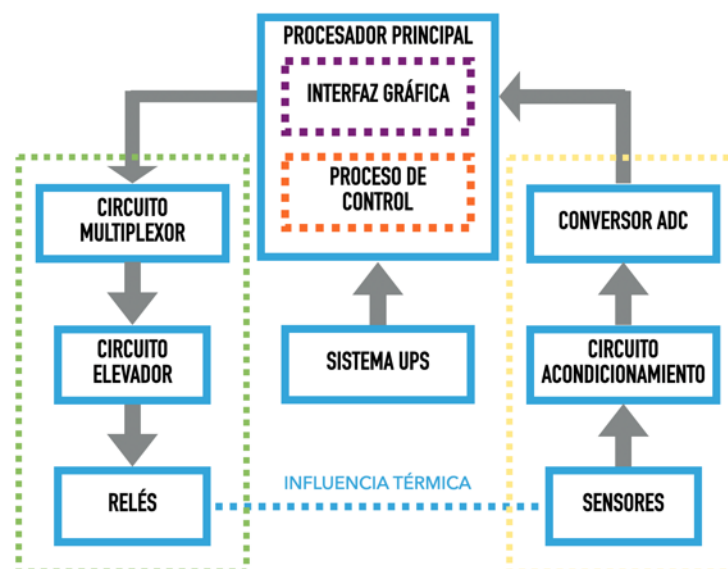 PROCESADOR PRINCIPAL
INTERFAZ GRÁFICA
PROCESO DE
CONTROL
CIRCUITO
MULTIPLEXOR
CONVERSOR ADC
CIRCUITO
ELEVADOR
SISTEMA UPS
CIRCUITO
ACONDICIONAMIENTO
RELÉS
INFLUENCIA TÉRMICA
SENSORES